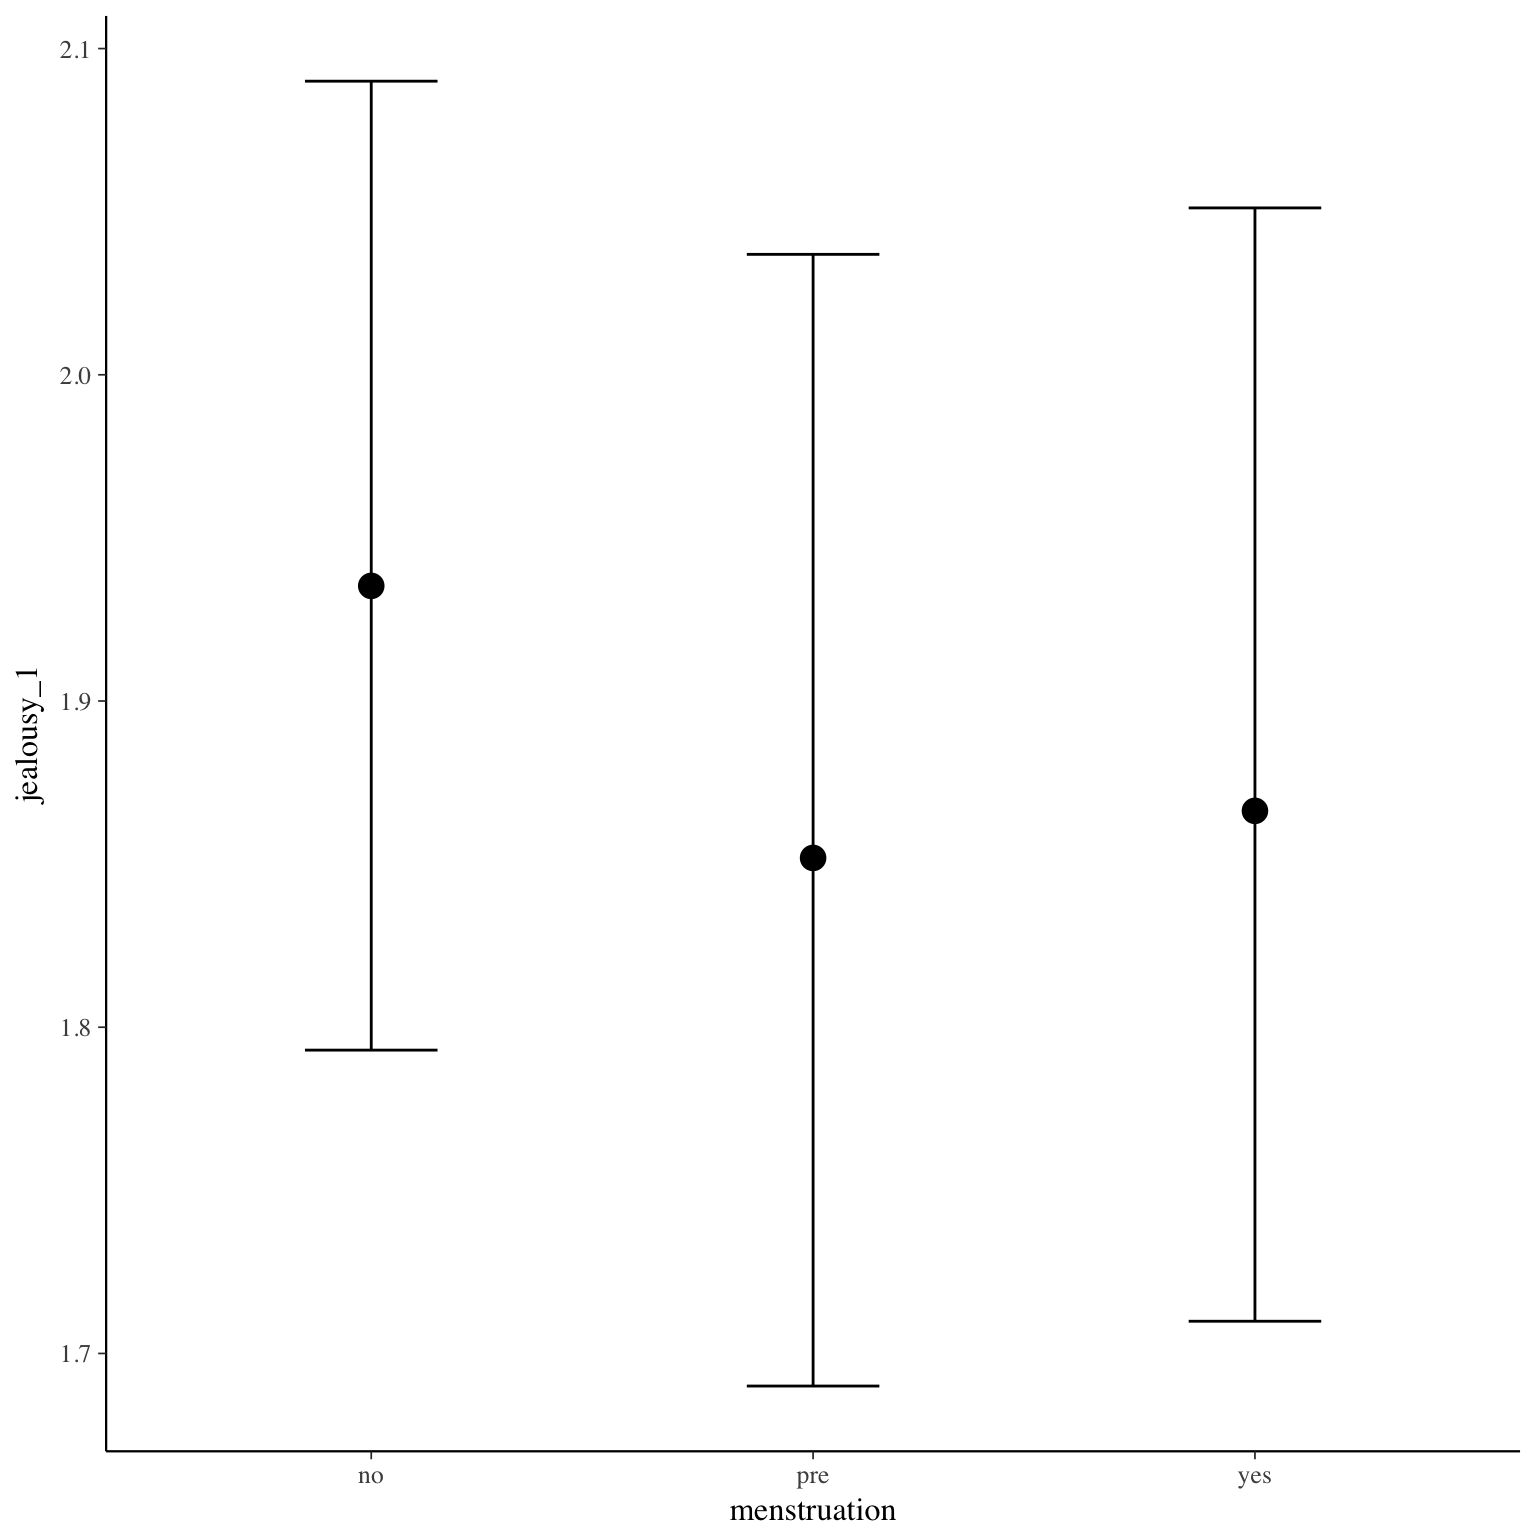 2.1
2.0
1.9
1.8
1.7
jealousy_1
no pre yes
menstruation